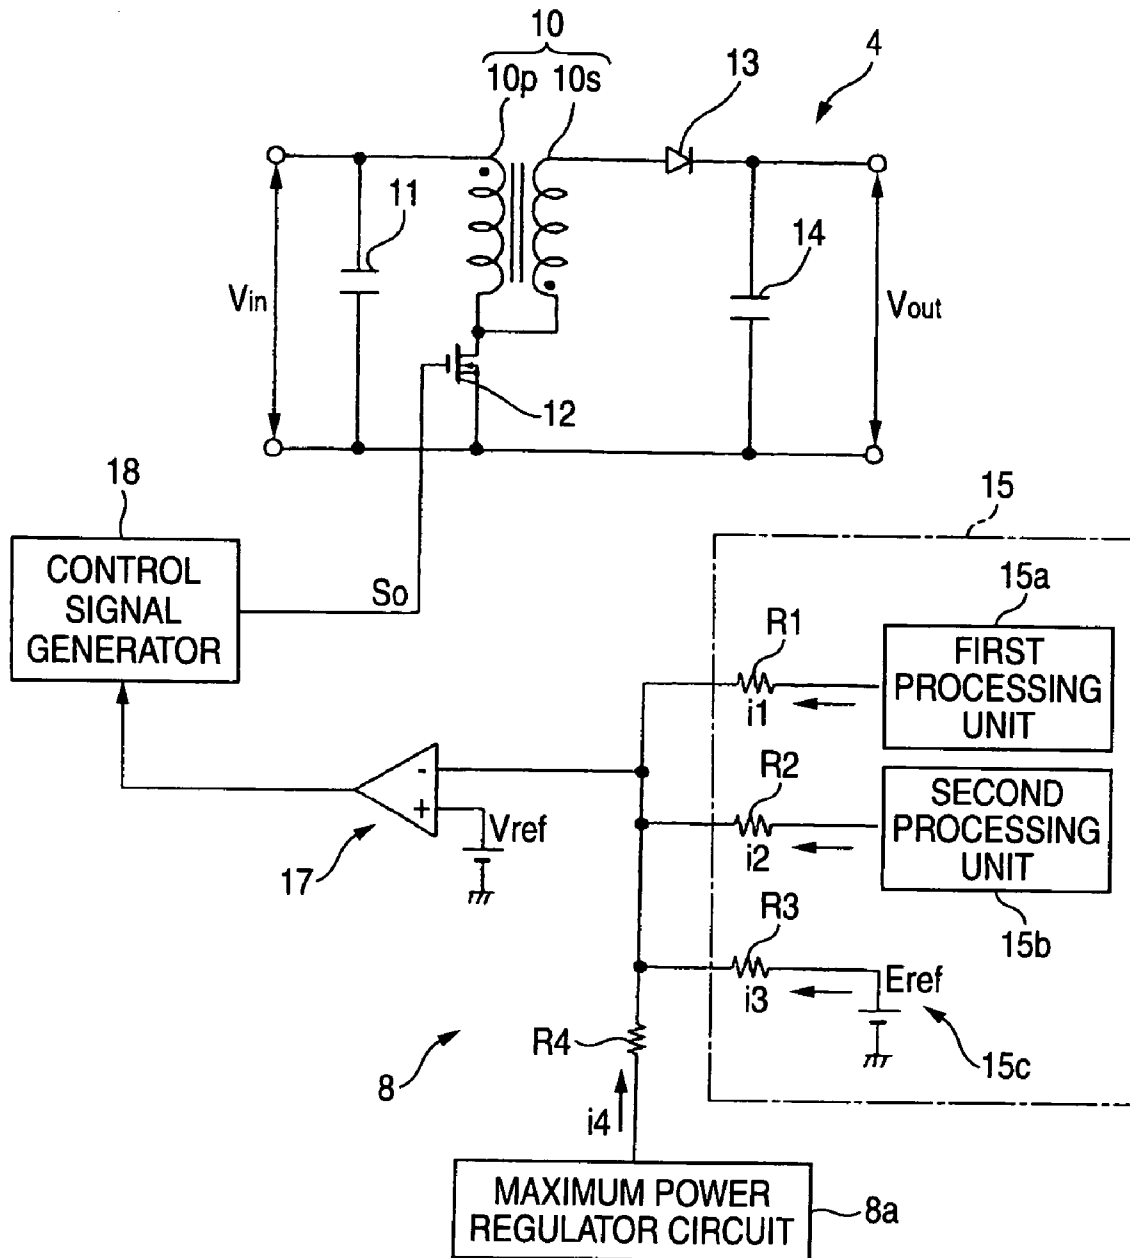 10
10p
10s
13
4
11
14
Vin
Vout
12
18
CONTROL
SIGNAL
GENERATOR
So
15
15a
R1
FIRST
PROCESSING
UNIT
i1
R2
SECOND
PROCESSING
UNIT
-
+
Vref
i2
17
R3
15b
Eref
i3
R4
15c
8
i4
MAXIMUM POWER
REGULATOR CIRCUIT
8a